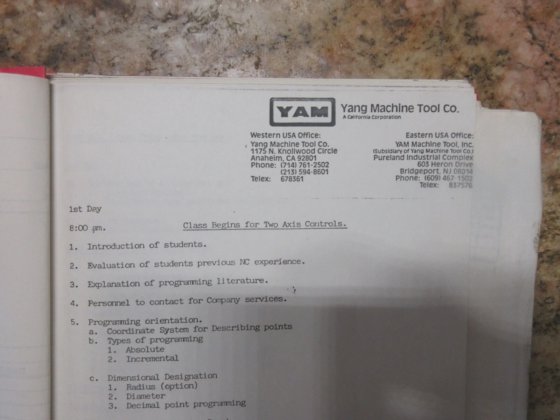 YAM Yang Machine Tool Co.
A California Corporation
Western USA Office:
Yang Machine Tool Co.
1175 N. Knollwood Circle
Anaheim, CA 92801
Phone: (714) 761-2502
(213) 594-8601
Telex: 678361
Eastern USA Office:
YAM Machine Tool, Inc.
(Subsidiary of Yang Machine Tool Co.)
Pureland Industrial Complex
603 Heron Drive
Bridgeport, NJ 08014
Phone: (609) 467-1502
Telex: 837576
1st Day
8:00 pm. Class Begins for Two Axis Controls.
1. Introduction of students.
2. Evaluation of students previous NC experience.
3. Explanation of programming literature.
4. Personnel to contact for Company services.
5. Programming orientation.
a. Coordinate System for Describing points
b. Types of programming
1. Absolute
2. Incremental
c. Dimensional Designation
1. Radius (option)
2. Diameter
3. Decimal point programming